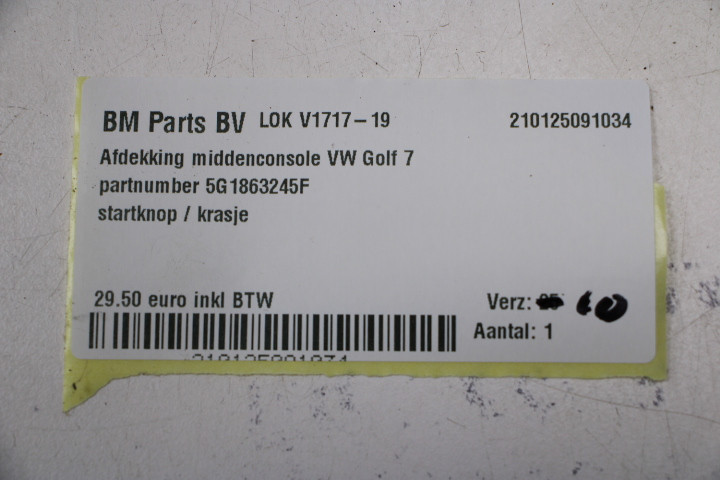 BM Parts BV LOK V1717-19 210125091034
Afdekking middenconsole VW Golf 7
partnumber 5G1863245F
startknop / krasje
29.50 euro inkl BTW Verz: 10
Aantal: 1